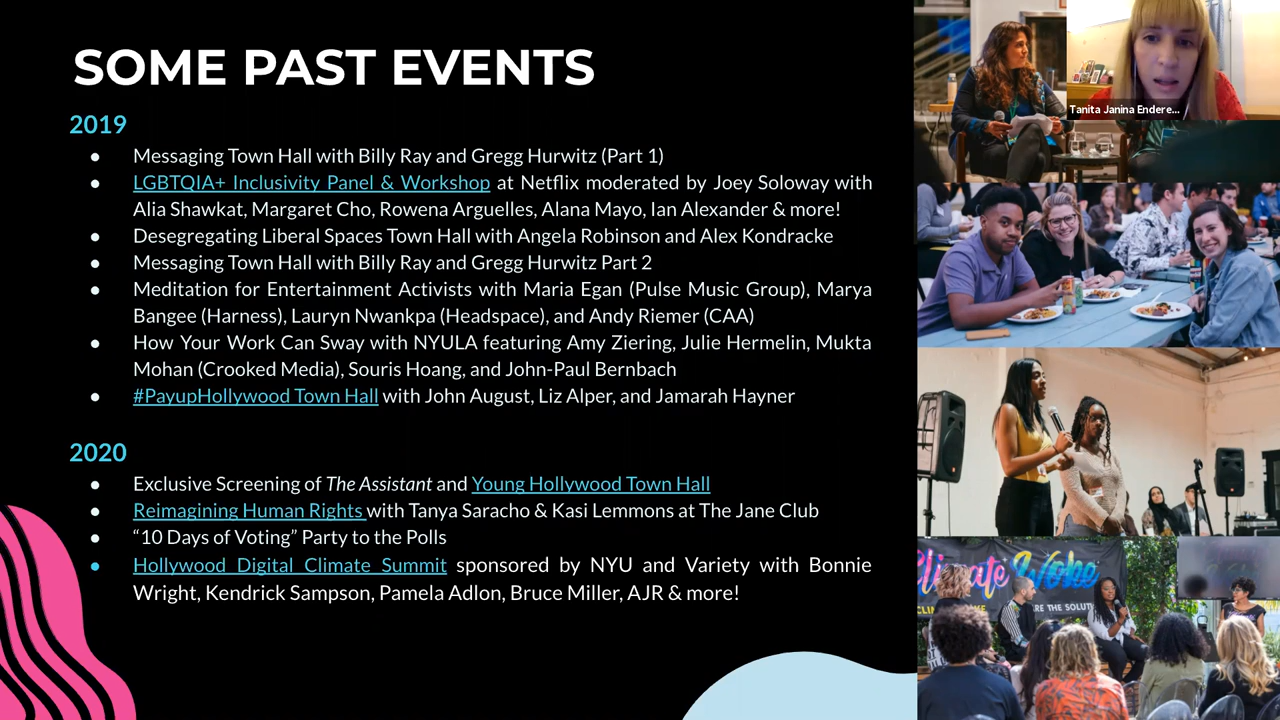 SOME PAST EVENTS
2019
● Messaging Town Hall with Billy Ray and Gregg Hurwitz (Part 1)
● LGBTQIA+ Inclusivity Panel & Workshop at Netflix moderated by Joey Soloway with
Alia Shawkat, Margaret Cho, Rowena Arguelles, Alana Mayo, Ian Alexander & more!
● Desegregating Liberal Spaces Town Hall with Angela Robinson and Alex Kondracke
● Messaging Town Hall with Billy Ray and Gregg Hurwitz Part 2
● Meditation for Entertainment Activists with Maria Egan (Pulse Music Group), Marya
Bangee (Harness), Lauryn Nwankpa (Headspace), and Andy Riemer (CAA)
● How Your Work Can Sway with NYULA featuring Amy Ziering, Julie Hermelin, Mukta
Mohan (Crooked Media), Souris Hoang, and John-Paul Bernbach
● #PayupHollywood Town Hall with John August, Liz Alper, and Jamarah Hayner
2020
● Exclusive Screening of The Assistant and Young Hollywood Town Hall
● Reimagining Human Rights with Tanya Saracho & Kasi Lemmons at The Jane Club
● “10 Days of Voting” Party to the Polls
● Hollywood Digital Climate Summit sponsored by NYU and Variety with Bonnie
Wright, Kendrick Sampson, Pamela Adlon, Bruce Miller, AJR & more!
Tanita Janina Endere...
Climate Woke
ARE THE SOLUT